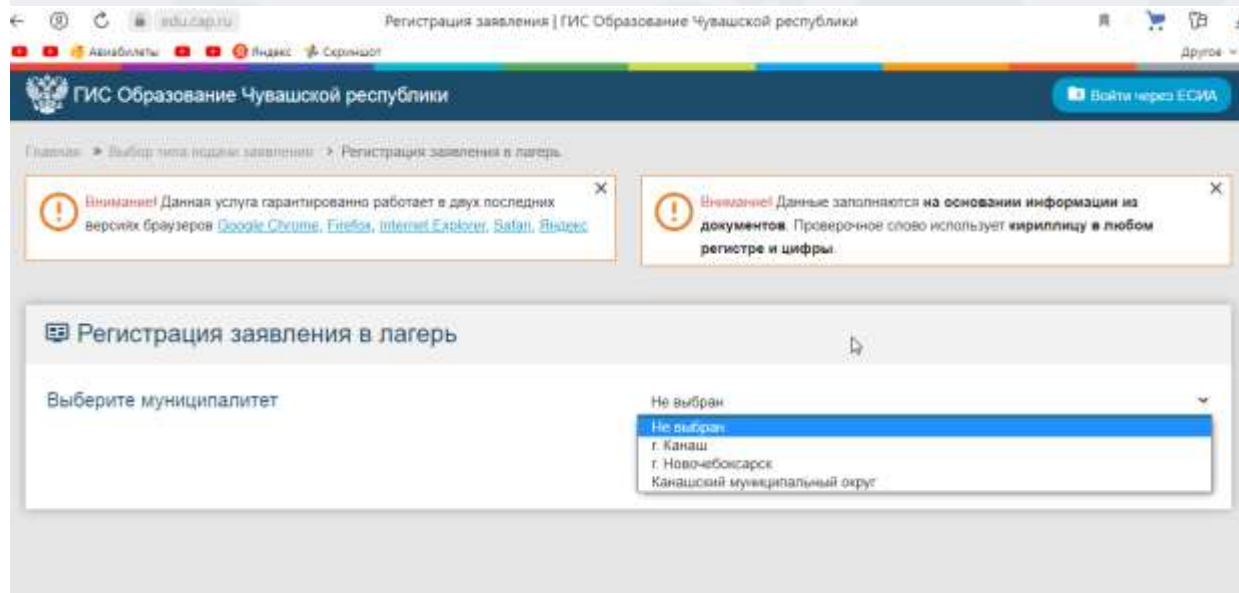 edu.cap.ru Регистрация заявления | ГИС Образование Чувашской республики
Авиабилеты Яндекс Скриншот Другое
ГИС Образование Чувашской республики Войти через ЕСИА
Главная Выбор типа подачи заявления Регистрация заявления в лагерь
Внимание! Данная услуга гарантированно работает в двух последних
версиях браузеров Google Chrome, Firefox, Internet Explorer, Safari, Яндекс
Внимание! Данные заполняются на основании информации из
документов. Проверочное слово использует кириллицу в любом
регистре и цифры.
Регистрация заявления в лагерь
Выберите муниципалитет Не выбран
Не выбран
г. Канаш
г. Новочебоксарск
Канашский муниципальный округ